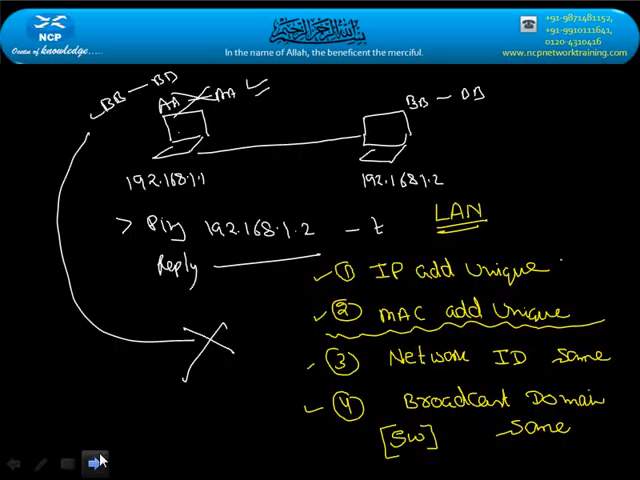 NCP
Ocean of knowledge.....
بسم الله الرحمن الرحيم
In the name of Allah, the beneficent the merciful.
+91-9871481152,
+91-9910111641,
0120-4310416
www.ncpnetworktraining.com
BB - BB
AA AA
BB - BB
192.168.1.1
192.168.1.2
> Ping 192.168.1.2 -t
Reply
LAN
① IP add Unique
② MAC add Unique
③ Network ID Same
④ Broadcast Domain
[SW] Same